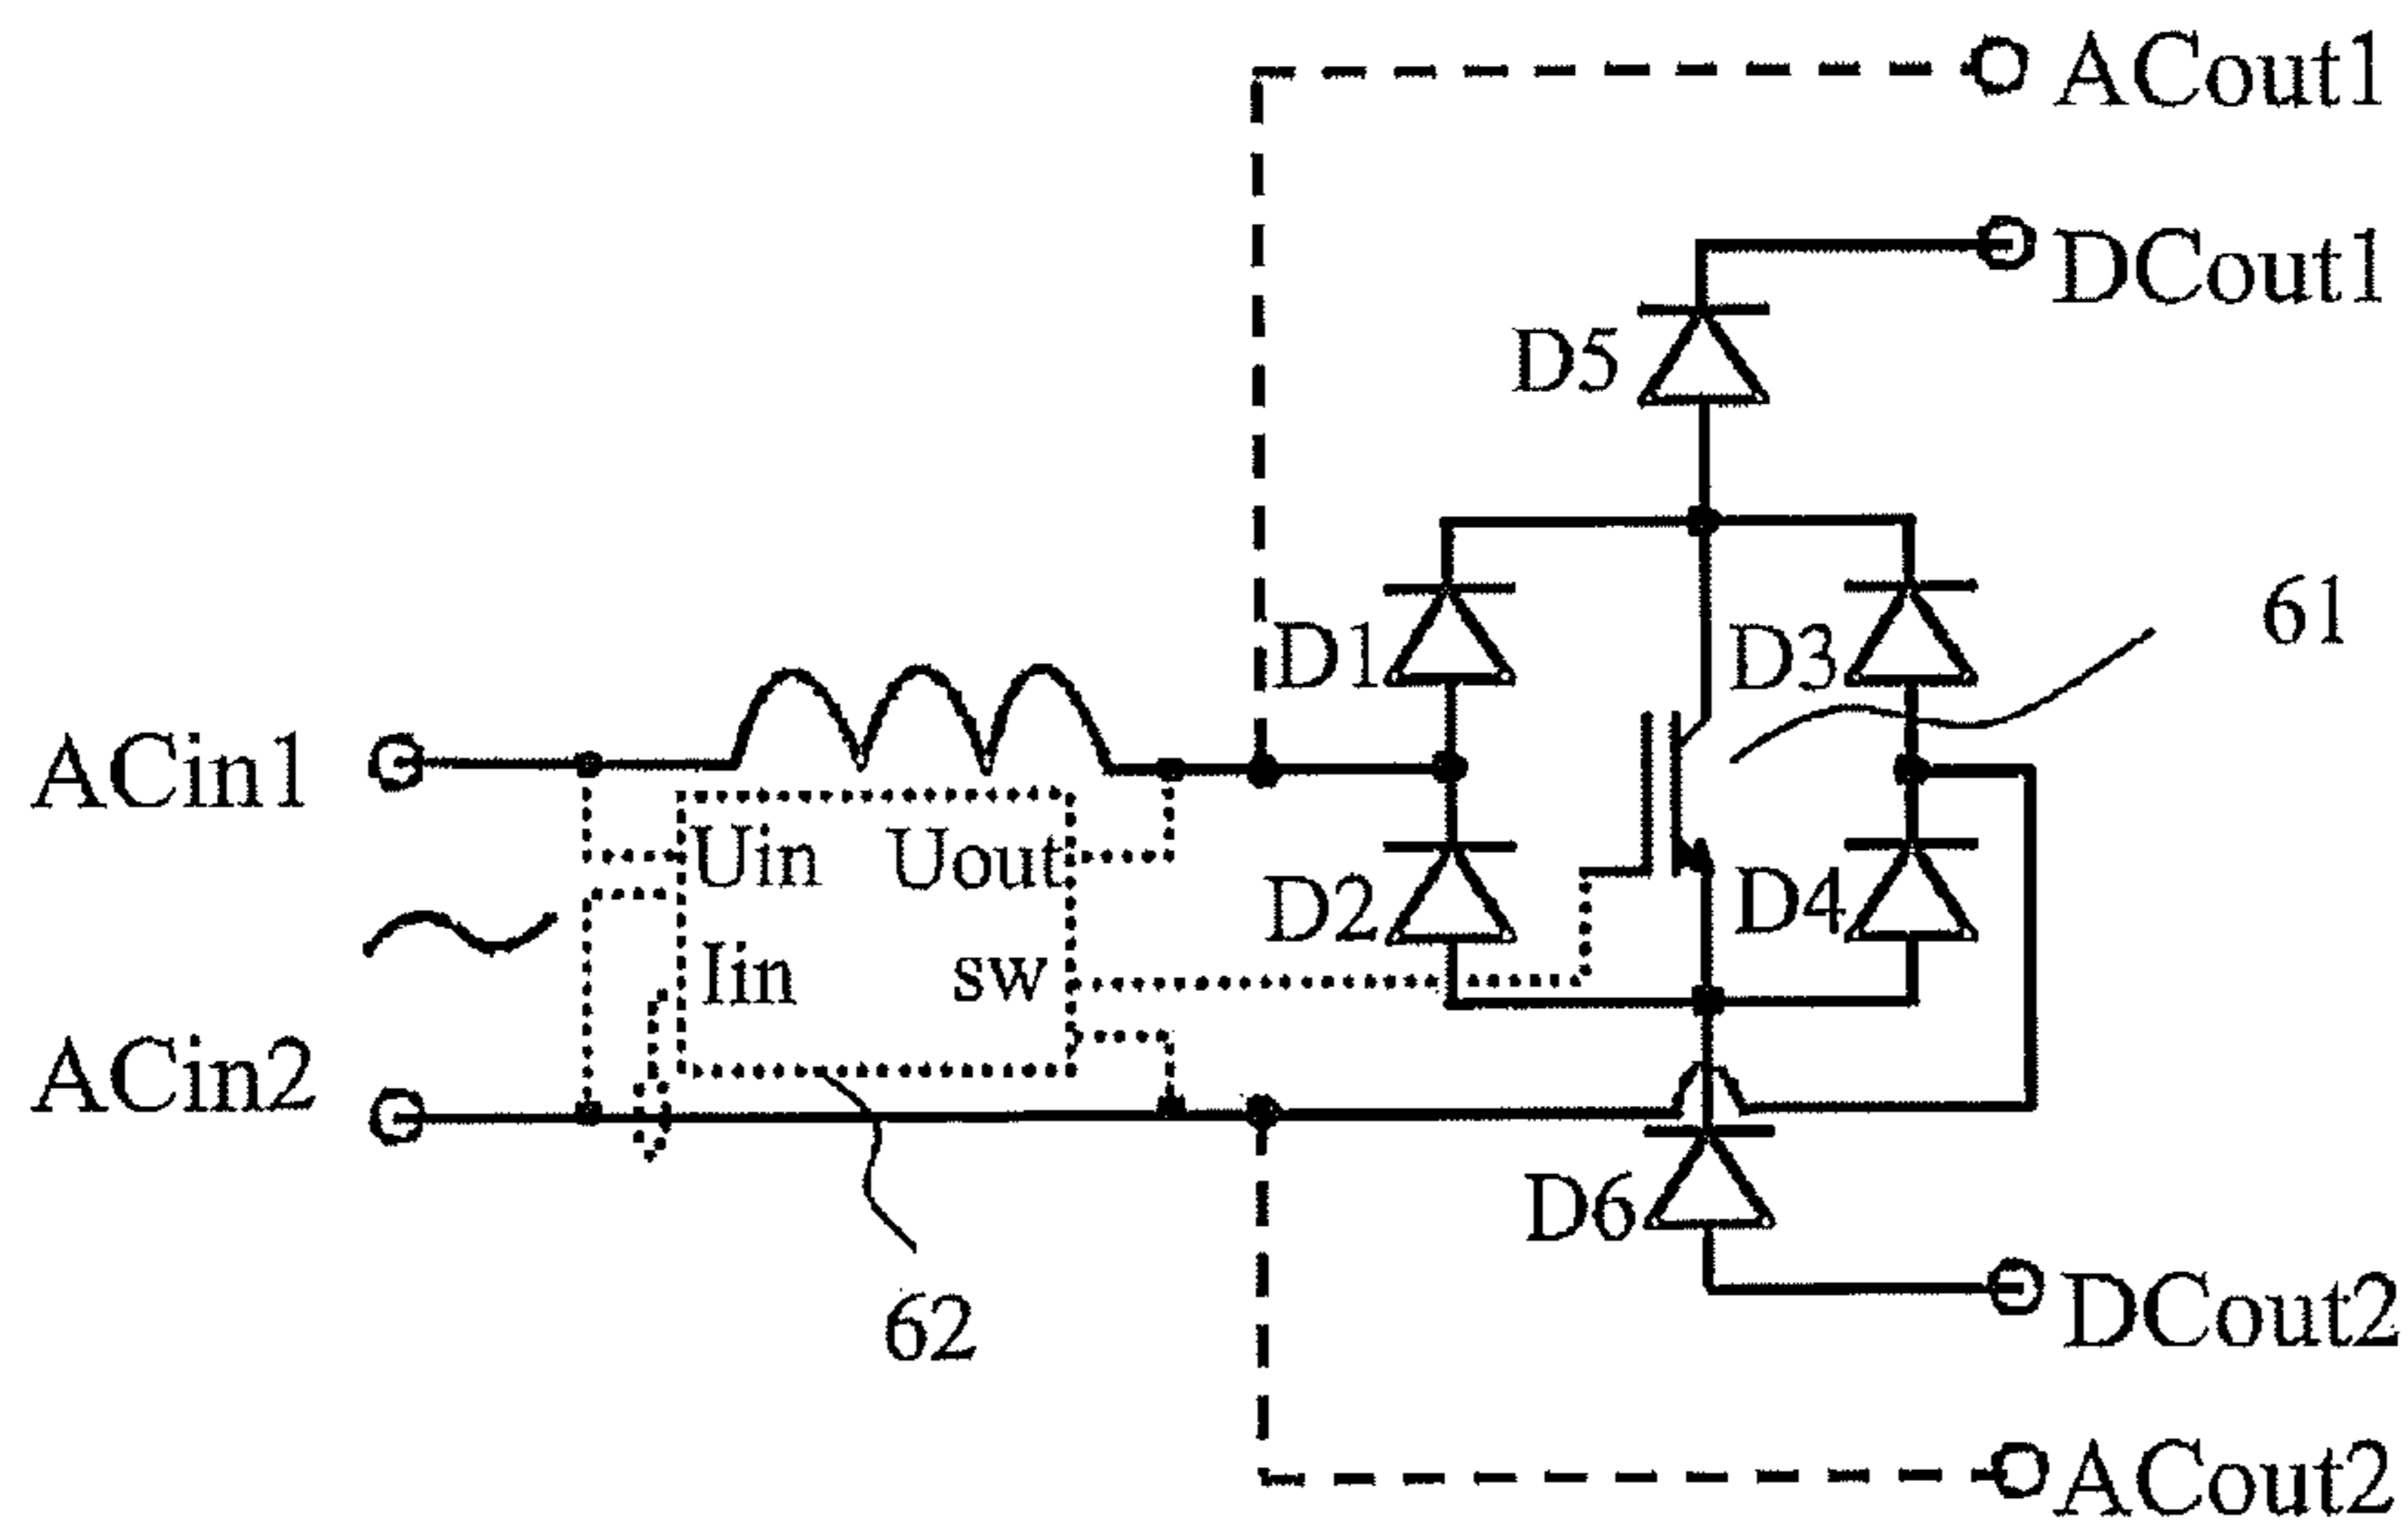 ACout1
DCout1
D5
61
D1
D3
ACin1
Uin
Uout
D2
D4
Iin
sw
ACin2
D6
62
DCout2
ACout2